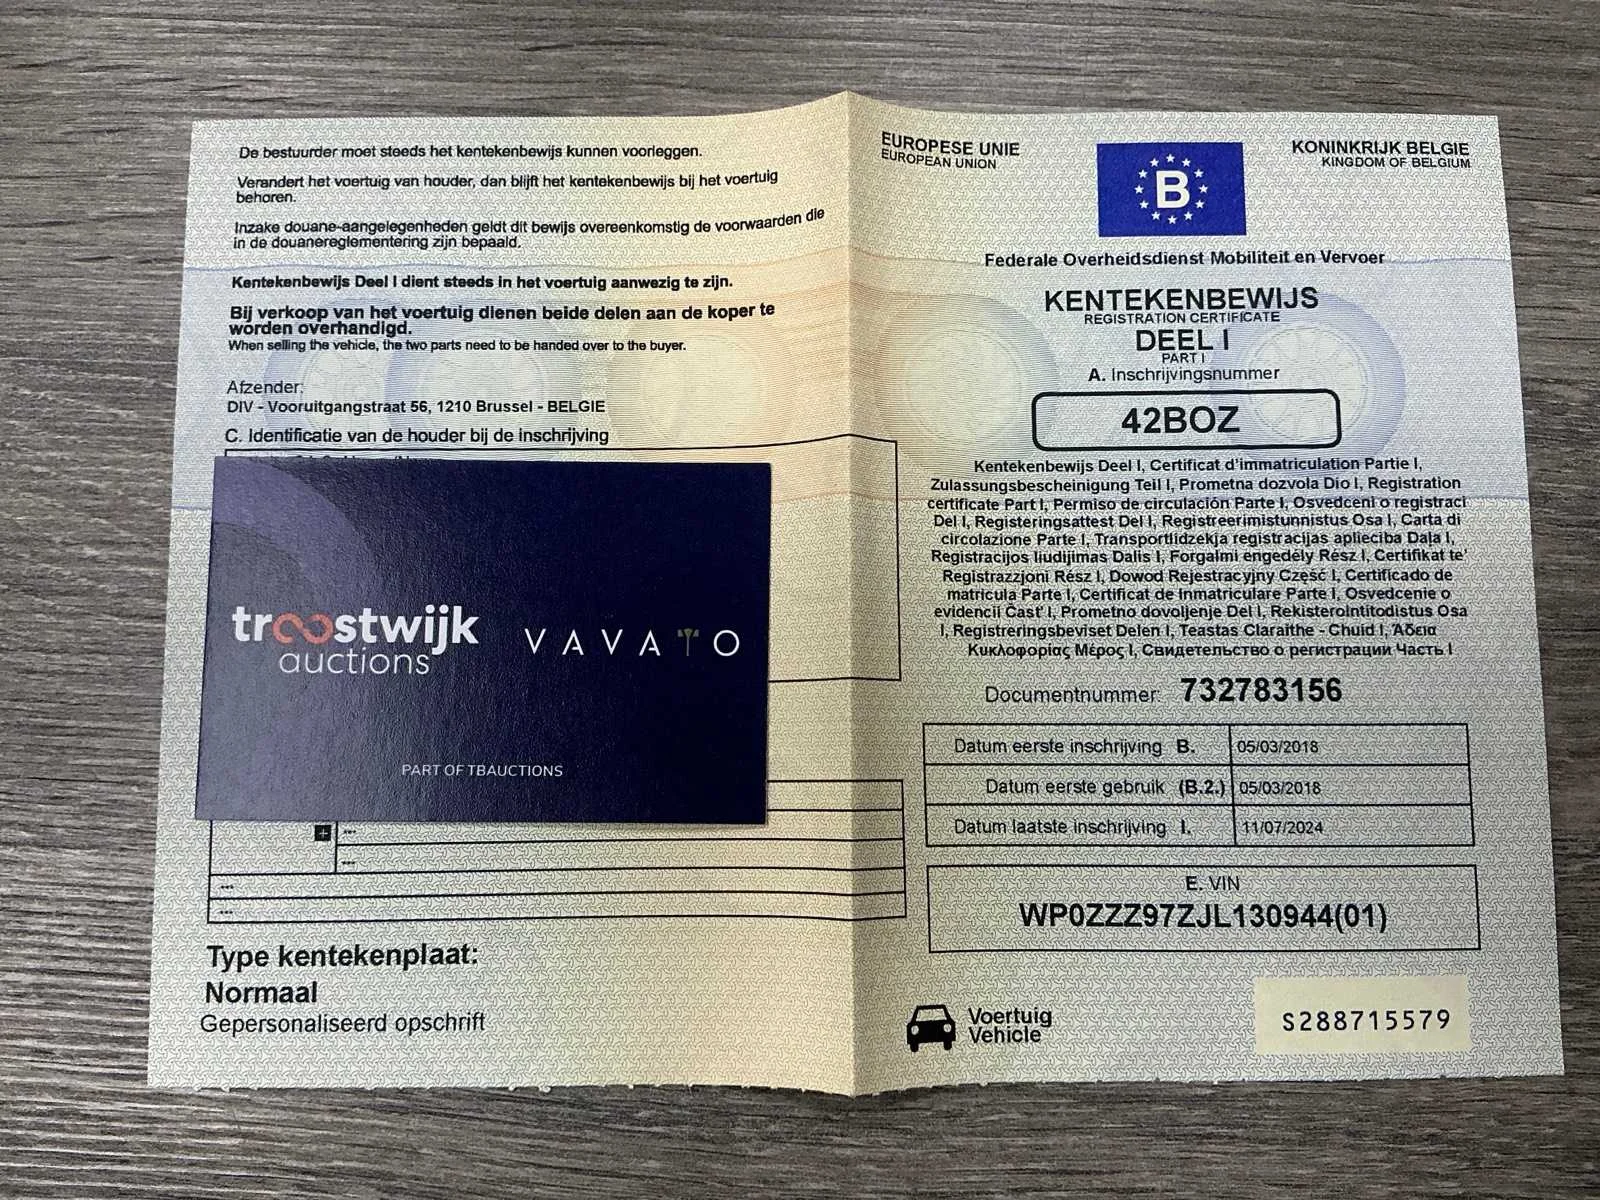 De bestuurder moet steeds het kentekenbewijs kunnen voorleggen.
Verandert het voertuig van houder, dan blijft het kentekenbewijs bij het voertuig
behoren.
Inzake douane-aangelegenheden geldt dit bewijs overeenkomstig de voorwaarden die
in de douanereglementering zijn bepaald.
Kentekenbewijs Deel I dient steeds in het voertuig aanwezig te zijn.
Bij verkoop van het voertuig dienen beide delen aan de koper te
worden overhandigd.
When selling the vehicle, the two parts need to be handed over to the buyer.
Afzender:
DIV - Vooruitgangstraat 56, 1210 Brussel - BELGIE
C. Identificatie van de houder bij de inschrijving
troostwijk
auctions
VAVATO
PART OF TBAUCTIONS
+ ---
---
---
---
Type kentekenplaat:
Normaal
Gepersonaliseerd opschrift
EUROPESE UNIE
EUROPEAN UNION
B
KONINKRIJK BELGIE
KINGDOM OF BELGIUM
Federale Overheidsdienst Mobiliteit en Vervoer
KENTEKENBEWIJS
REGISTRATION CERTIFICATE
DEEL I
PART I
A. Inschrijvingsnummer
42BOZ
Kentekenbewijs Deel I, Certificat d'immatriculation Partie I,
Zulassungsbescheinigung Teil I, Prometna dozvola Dio I, Registration
certificate Part I, Permiso de circulación Parte I, Osvedceni o registraci
Del I, Registeringsattest Del I, Registreerimistunnistus Osa I, Carta di
circolazione Parte I, Transportlidzekja registracijas aplieciba Daļa I,
Registracijos liudijimas Dalis I, Forgalmi engedély Rész I, Certifikat te'
Registrazzjoni Rész I, Dowod Rejestracyjny Część I, Certificado de
matricula Parte I, Certificat de Inmatriculare Parte I, Osvedcenie o
evidencii Cast' I, Prometno dovoljenje Del I, Rekisterointitodistus Osa
I, Registreringsbeviset Delen I, Teastas Claraithe - Chuid I, Άδεια
Κυκλοφορίας Μέρος I, Свидетельство о регистрации Часть I
Documentnummer: 732783156
Datum eerste inschrijving B. 05/03/2018
Datum eerste gebruik (B.2.) 05/03/2018
Datum laatste inschrijving I. 11/07/2024
E. VIN
WP0ZZZ97ZJL130944(01)
Voertuig
Vehicle
S288715579